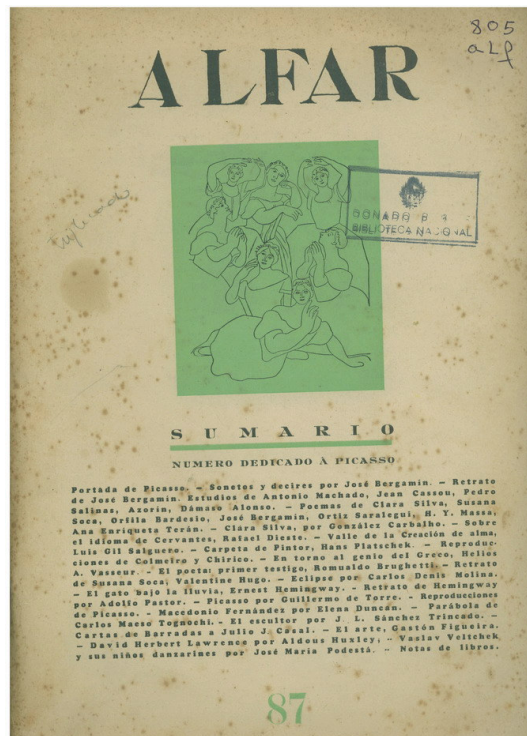 805
aLf
ALFAR
DONADO P R
BIBLIOTECA NACIONAL
SUMARIO
NUMERO DEDICADO À PICASSO
Portada de Picasso. — Sonetos y decires por José Bergamín. — Retrato
de José Bergamín. Estudios de Antonio Machado, Jean Cassou, Pedro
Salinas, Azorín, Dámaso Alonso. — Poemas de Clara Silva, Susana
Soca, Orfila Bardesio, José Bergamín, Ortiz Saralegui, H. Y. Massa,
Ana Enriqueta Terán. — Clara Silva, por González Carbalho. — Sobre
el idioma de Cervantes, Rafael Dieste. — Valle de la Creación de alma,
Luis Gil Salguero. — Carpeta de Pintor, Hans Platschek. — Reproduc-
ciones de Colmeiro y Chirico. — En torno al genio del Greco, Helios
A. Vasseur. — El poeta: primer testigo, Romualdo Brughetti. — Retrato
de Susana Soca, Valentine Hugo. — Eclipse por Carlos Denis Molina.
— El gato bajo la lluvia, Ernest Hemingway. — Retrato de Hemingway
por Adolfo Pastor. — Picasso por Guillermo de Torre. — Reproducciones
de Picasso. — Macedonio Fernández por Elena Duncan. — Parábola de
Carlos Maeso Tognochi. — El escultor por J. L. Sánchez Trincado. —
Cartas de Barradas a Julio J. Casal. — El arte, Gastón Figueira.
— David Herbert Lawrence por Aldous Huxley, — Vaslav Veltchek
y sus niños danzarines por José María Podestá. — Notas de libros.
87